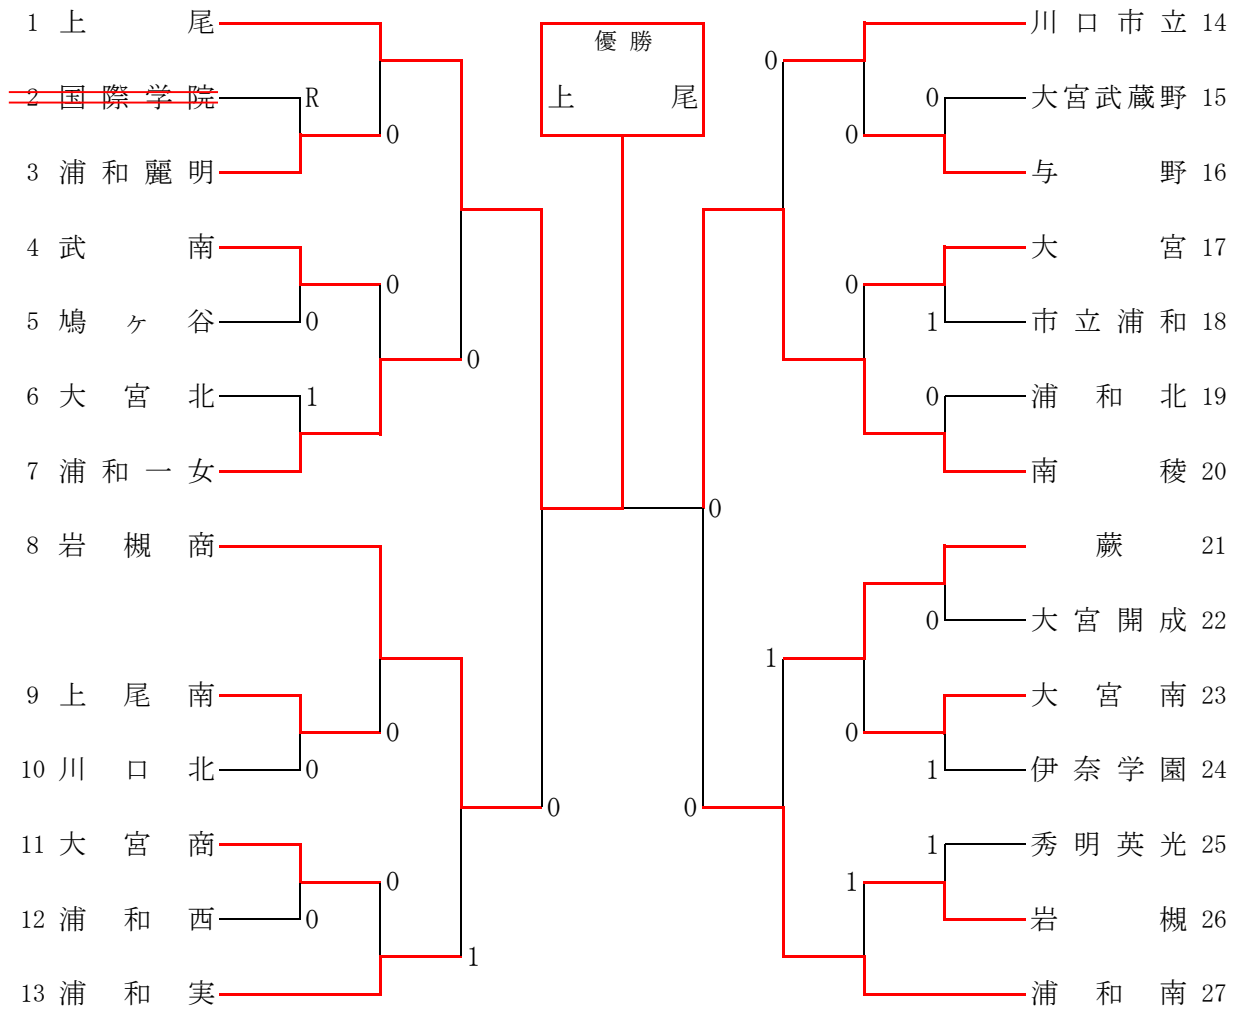 1 上尾
2 国際学院 R
0
3 浦和麗明
4 武南
0
5 鳩ヶ谷 0
0
6 大宮北 1
7 浦和一女
8 岩槻商
9 上尾南
0
10 川口北 0
0
11 大宮商
0
12 浦和西 0
1
13 浦和実
優勝
上尾
0
川口市立 14
0
0 大宮武蔵野 15
0
与野 16
大宮 17
0
1 市立浦和 18
0 浦和北 19
南稜 20
蕨 21
0 大宮開成 22
1
大宮南 23
0
1 伊奈学園 24
0
1 秀明英光 25
1
岩槻 26
浦和南 27